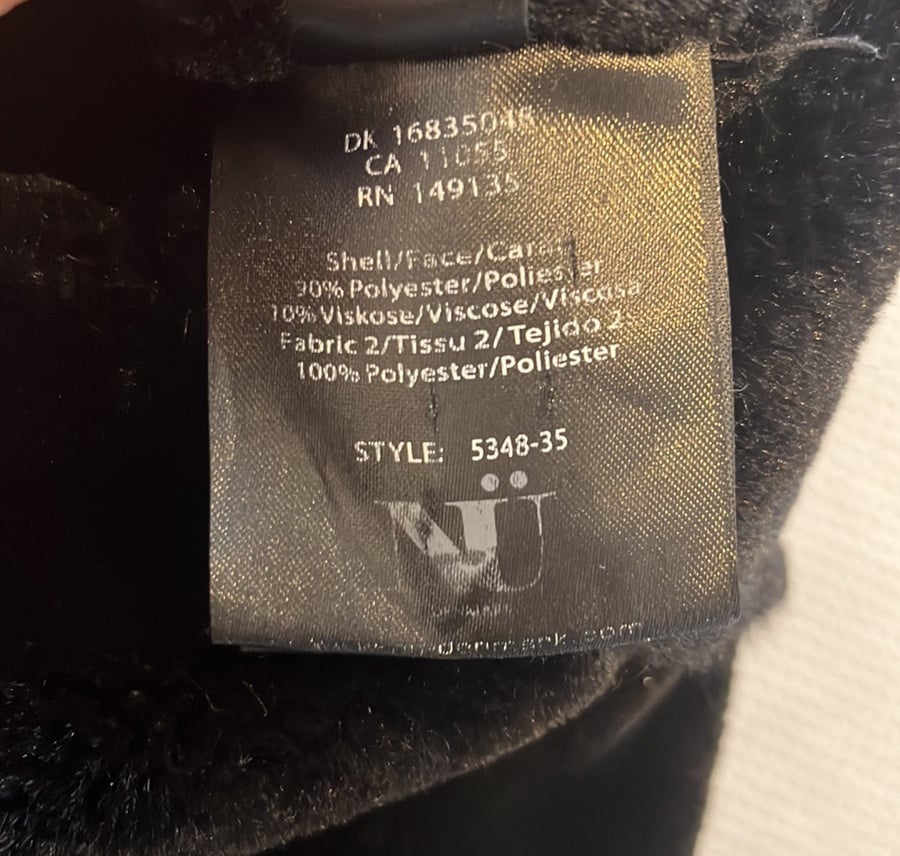 DK 16835048
CA 11055
RN 149135
Shell/Face/Cara
90% Polyester/Poliester
10% Viskose/Viscose/Viscosa
Fabric 2/Tissu 2/Tejido 2:
100% Polyester/Poliester
STYLE: 5348-35
NÜ